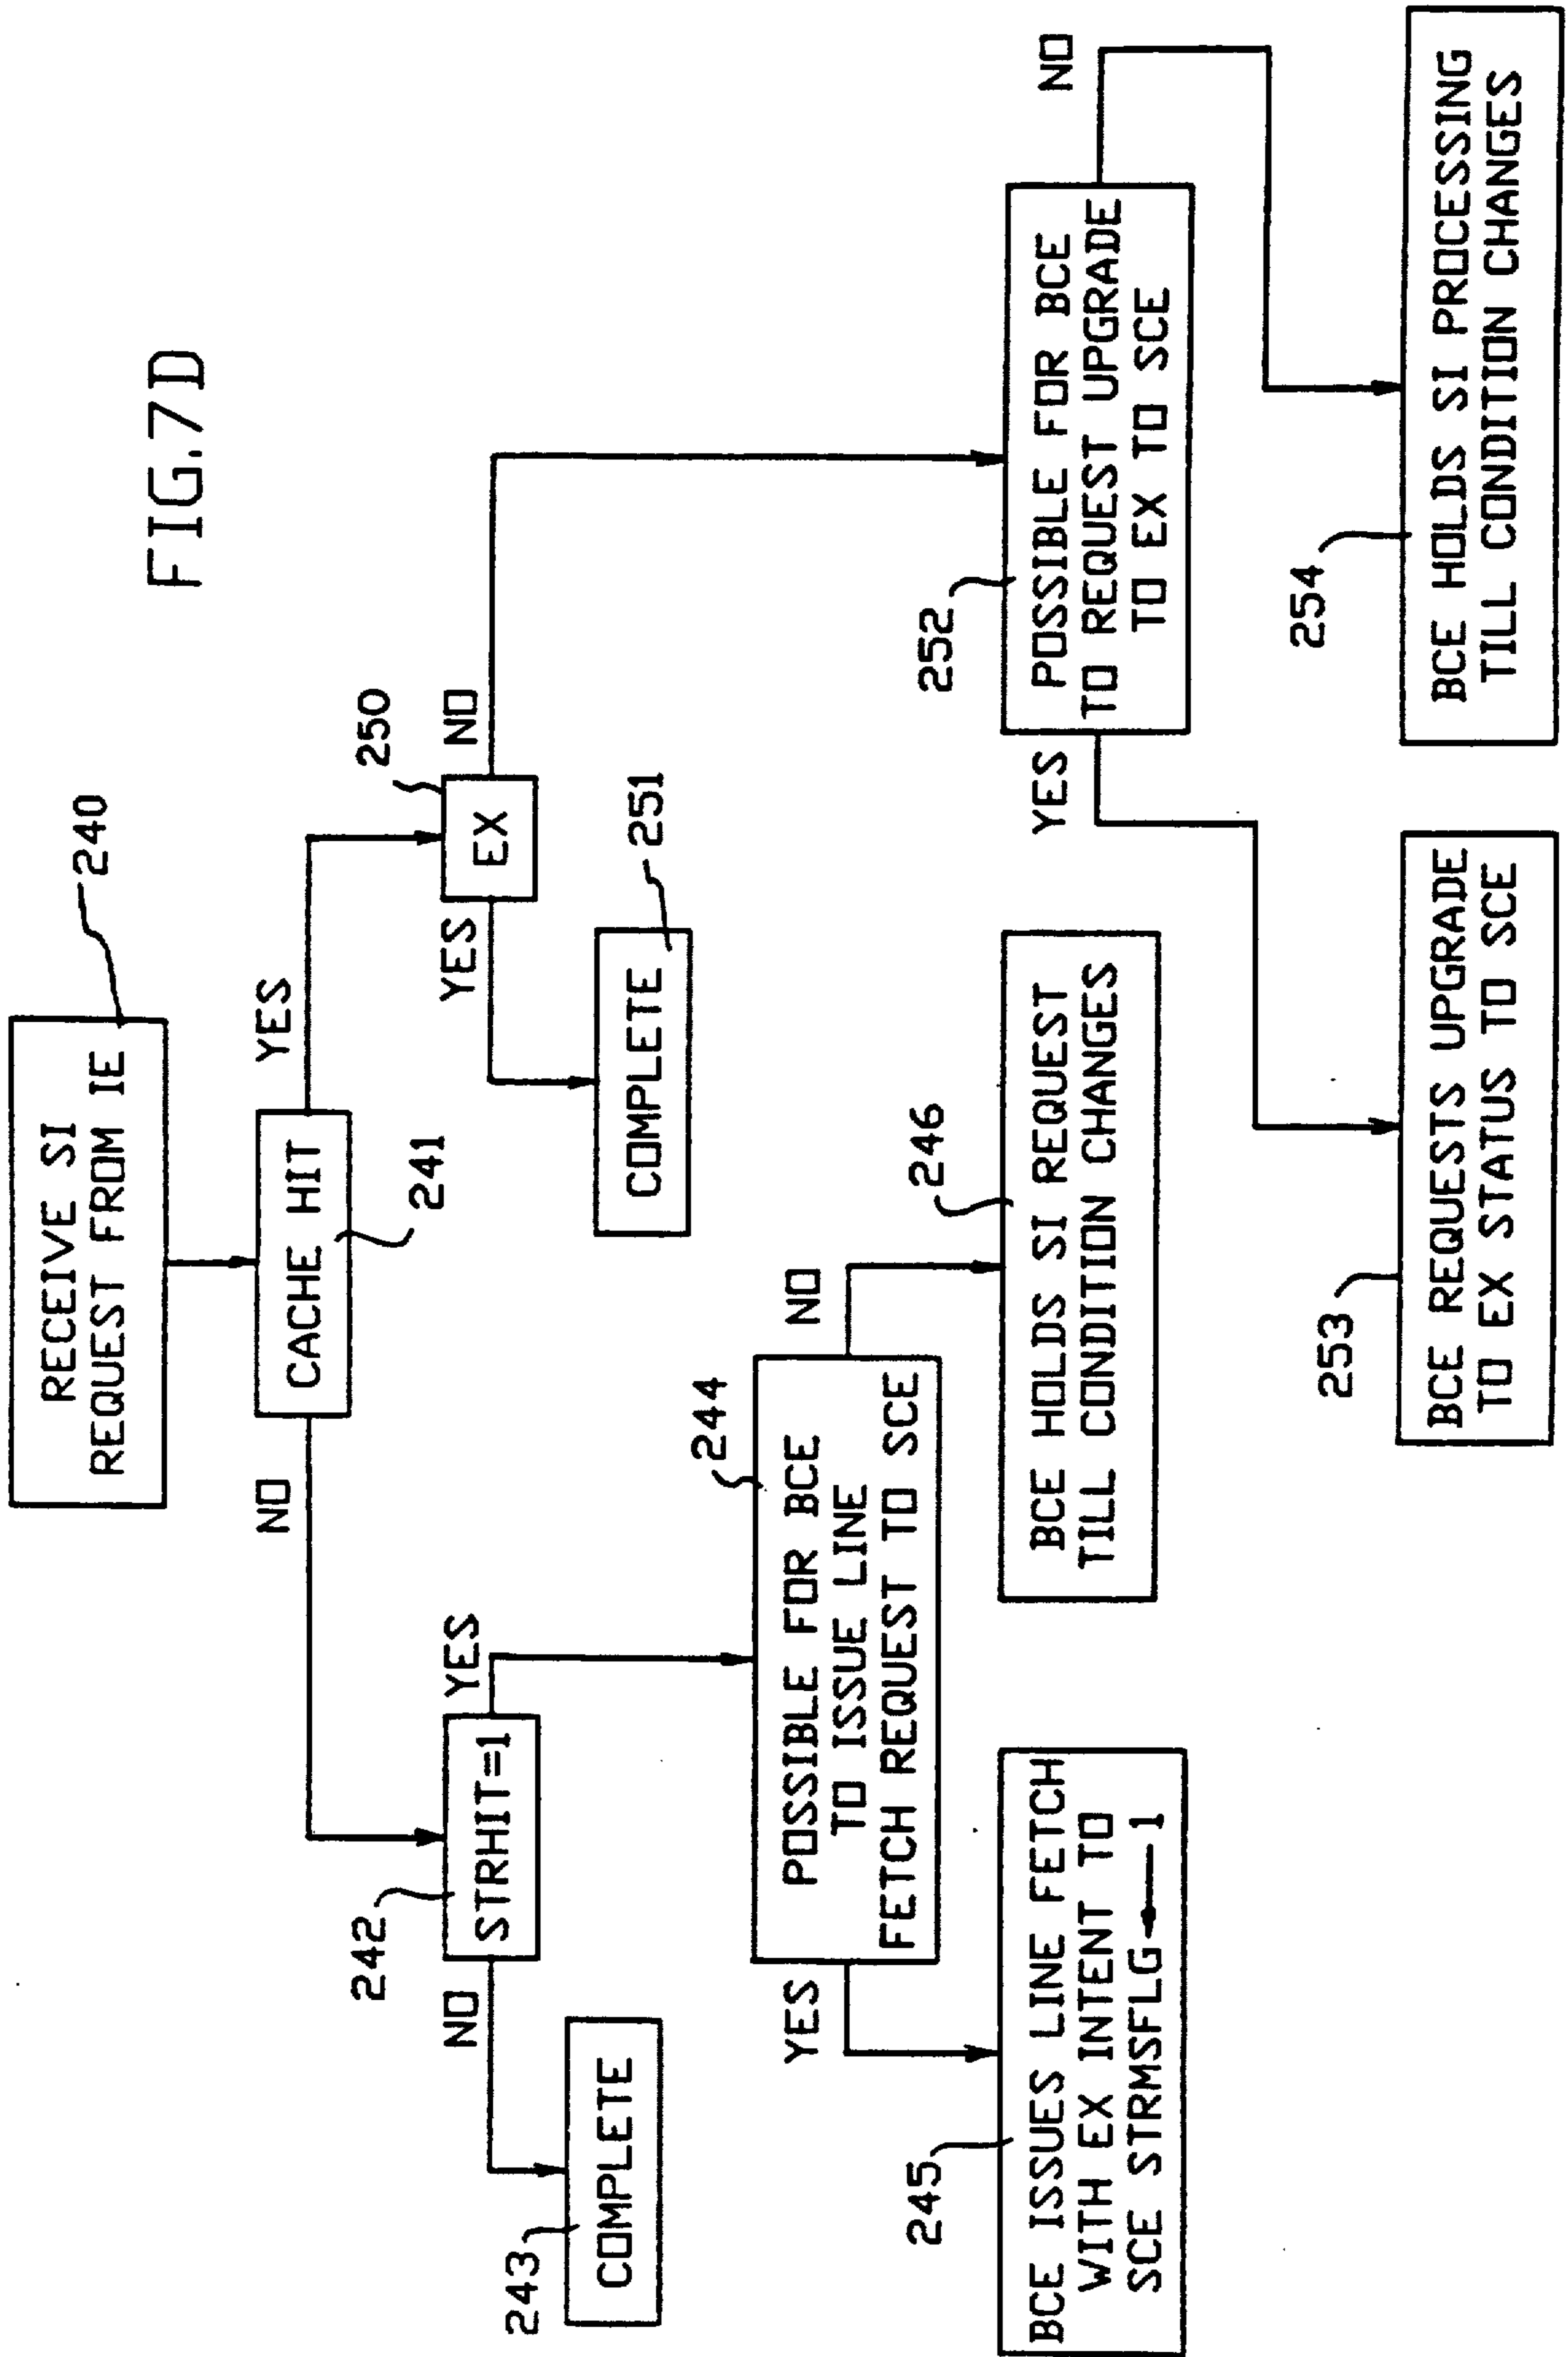 FIG.7D
RECEIVE SI
REQUEST FROM IE
240
NO
YES
CACHE HIT
241
250
242
STRHIT=1
YES
NO
YES
EX
NO
243
COMPLETE
COMPLETE
251
244
POSSIBLE FOR BCE
TO ISSUE LINE
FETCH REQUEST TO SCE
YES
NO
252
POSSIBLE FOR BCE
TO REQUEST UPGRADE
TO EX TO SCE
YES
NO
245
BCE ISSUES LINE FETCH
WITH EX INTENT TO
SCE STRMSFLG ← 1
246
BCE HOLDS SI REQUEST
TILL CONDITION CHANGES
253
BCE REQUESTS UPGRADE
TO EX STATUS TO SCE
254
BCE HOLDS SI PROCESSING
TILL CONDITION CHANGES